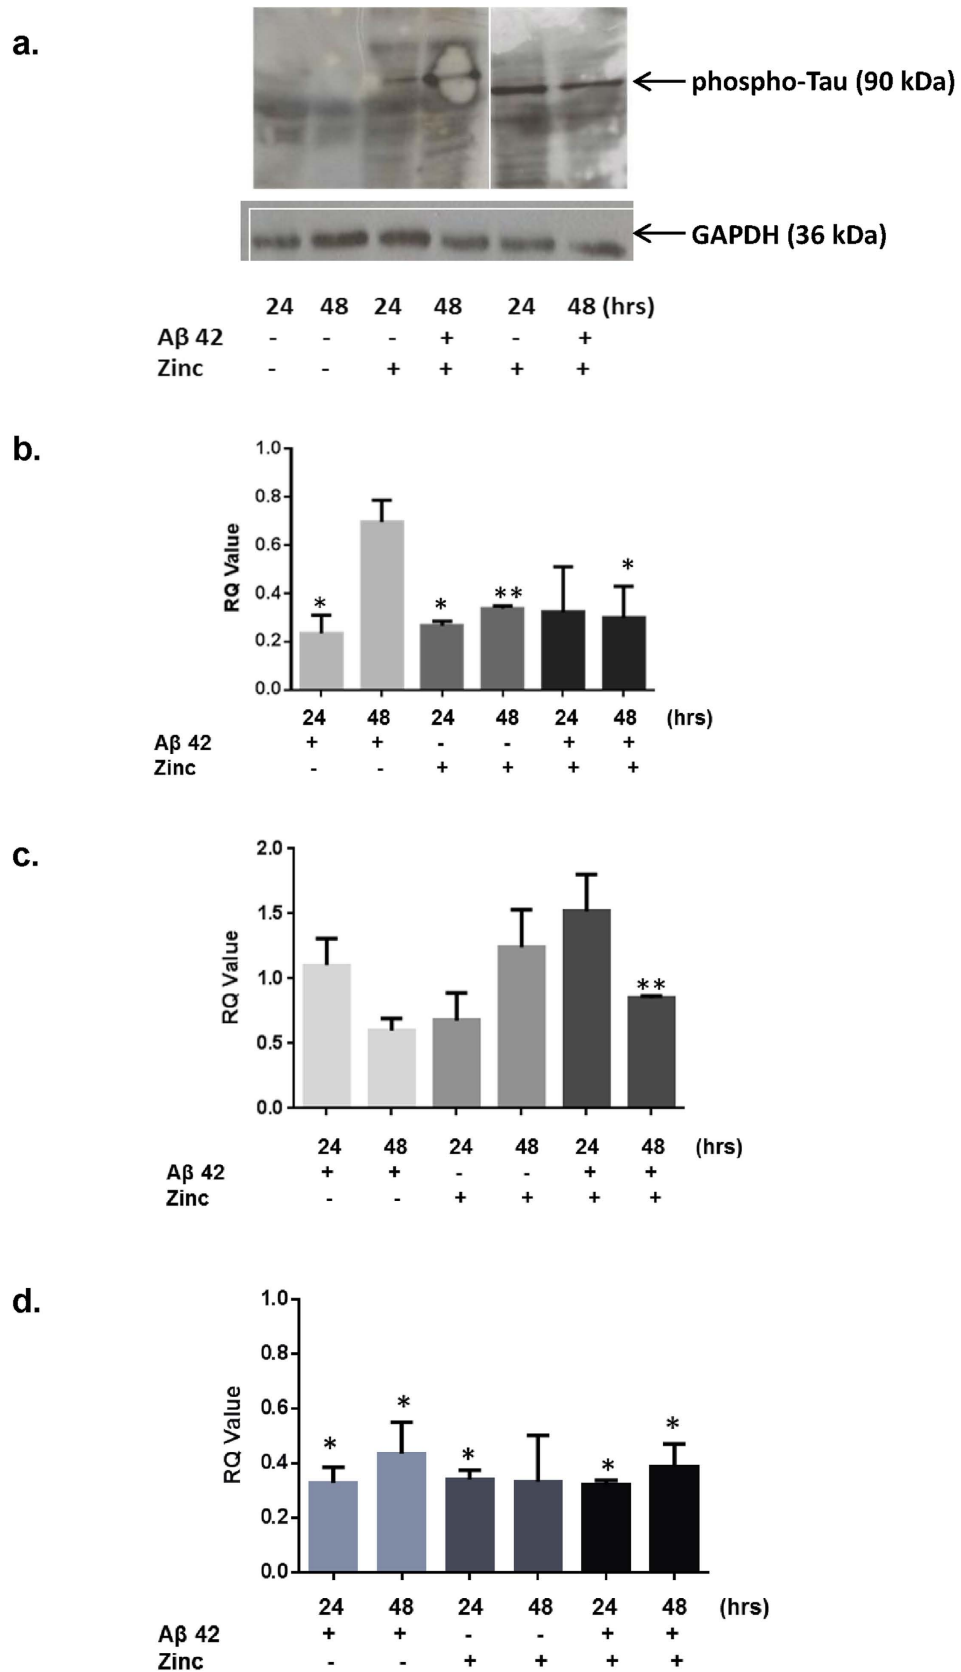 a.
phospho-Tau (90 kDa)
GAPDH (36 kDa)
24 48 24 48 24 48 (hrs)
Aβ 42 - - - + - +
Zinc - - + + + +
b.
1.0
0.8
0.6
0.4
0.2
0.0
RQ Value
* * ** *
24 48 24 48 24 48 (hrs)
Aβ 42 + + - - + +
Zinc - - + + + +
c.
2.0
1.5
1.0
0.5
0.0
RQ Value
**
24 48 24 48 24 48 (hrs)
Aβ 42 + + - - + +
Zinc - - + + + +
d.
1.0
0.8
0.6
0.4
0.2
0.0
RQ Value
* * * * *
24 48 24 48 24 48 (hrs)
Aβ 42 + + - - + +
Zinc - - + + + +